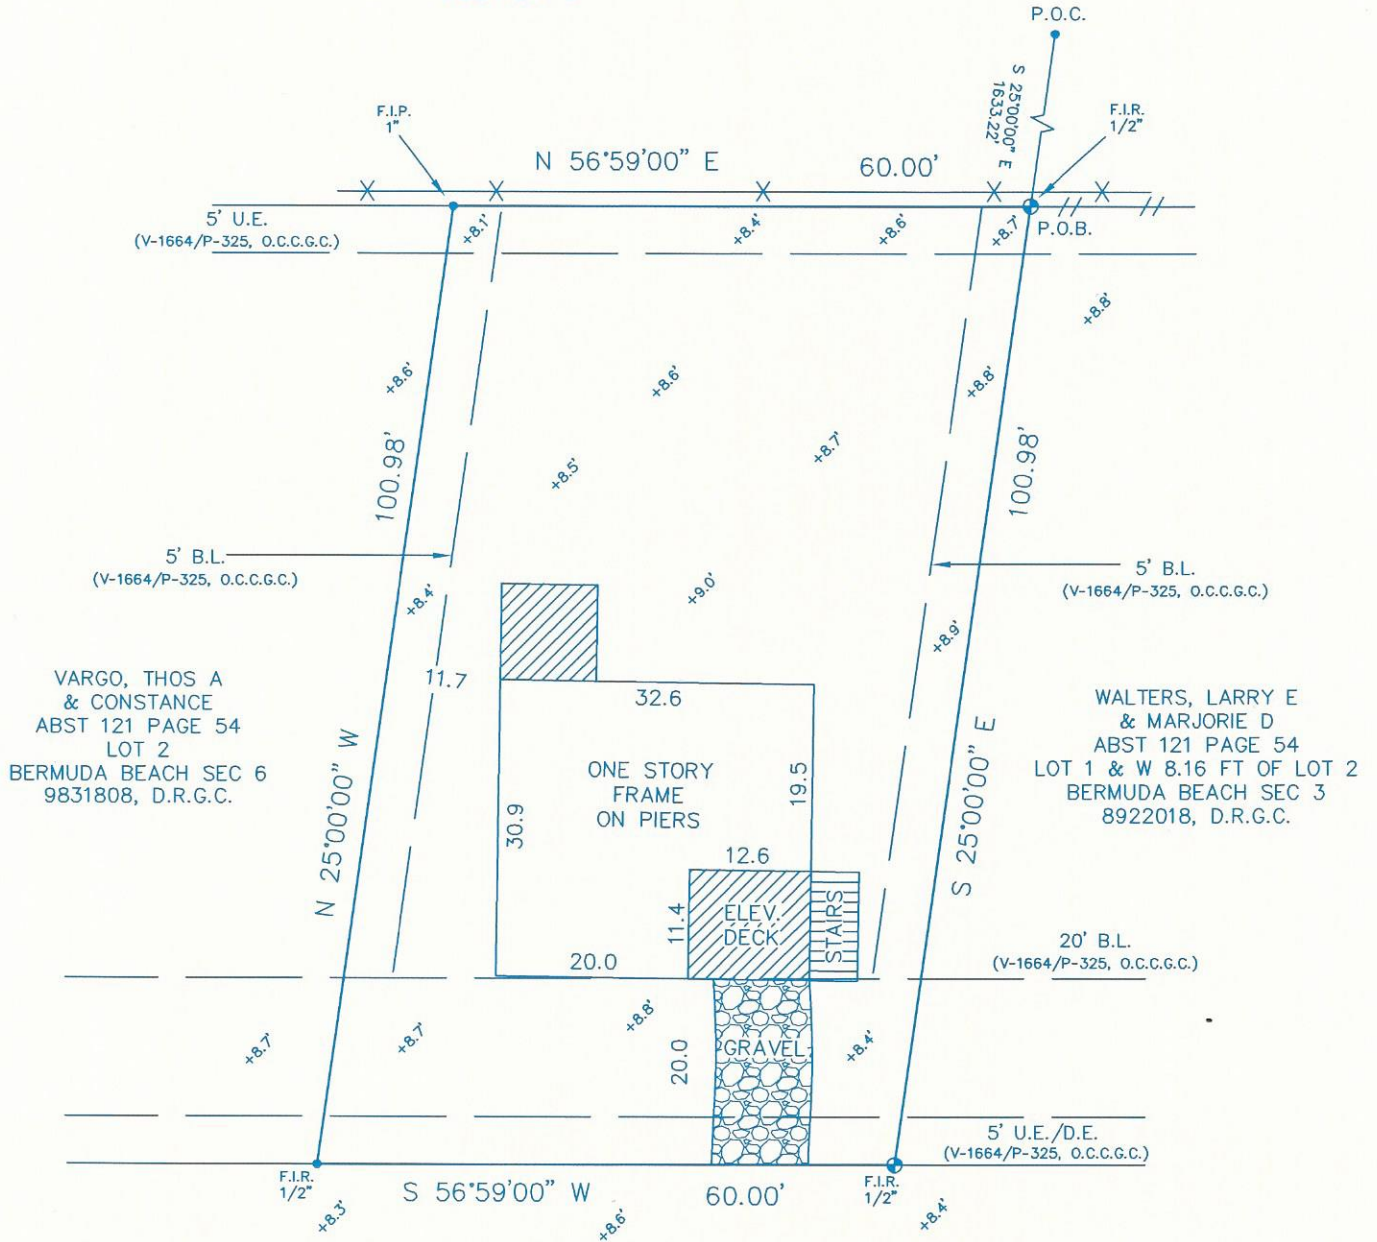 P.O.C.
S 25°00'00" E
1633.22'
F.I.P.
1"
F.I.R.
1/2"
N 56°59'00" E 60.00'
5' U.E.
(V-1664/P-325, O.C.C.G.C.)
+8.1'
+8.4'
+8.6'
+8.7'
P.O.B.
+8.8'
+8.6'
+8.6'
+8.8'
100.98'
+8.5'
+8.7'
100.98'
5' B.L.
(V-1664/P-325, O.C.C.G.C.)
5' B.L.
(V-1664/P-325, O.C.C.G.C.)
+8.4'
+9.0'
+8.9'
VARGO, THOS A
& CONSTANCE
ABST 121 PAGE 54
LOT 2
BERMUDA BEACH SEC 6
9831808, D.R.G.C.
11.7
32.6
WALTERS, LARRY E
& MARJORIE D
ABST 121 PAGE 54
LOT 1 & W 8.16 FT OF LOT 2
BERMUDA BEACH SEC 3
8922018, D.R.G.C.
N 25°00'00" W
30.9
ONE STORY
FRAME
ON PIERS
19.5
S 25°00'00" E
12.6
11.4
ELEV.
DECK
STAIRS
20.0
20' B.L.
(V-1664/P-325, O.C.C.G.C.)
+8.7'
+8.7'
+8.8'
20.0
GRAVEL
+8.4'
5' U.E./D.E.
(V-1664/P-325, O.C.C.G.C.)
F.I.R.
1/2"
S 56°59'00" W 60.00'
F.I.R.
1/2"
+8.3'
+8.6'
+8.4'